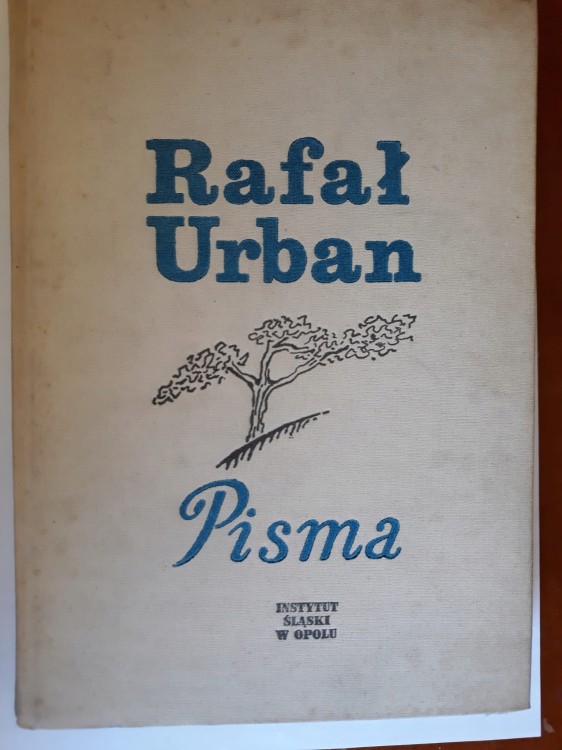 Rafał
Urban
Pisma
INSTYTUT
ŚLĄSKI
W OPOLU